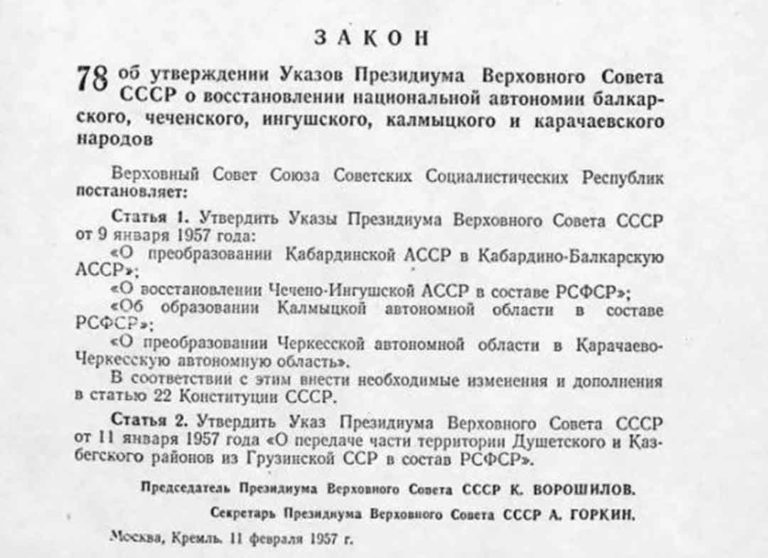 ЗАКОН
78 об утверждении Указов Президиума Верховного Совета
СССР о восстановлении национальной автономии балкар-
ского, чеченского, ингушского, калмыцкого и карачаевского
народов
Верховный Совет Союза Советских Социалистических Республик
постановляет:
Статья 1. Утвердить Указы Президиума Верховного Совета СССР
от 9 января 1957 года:
«О преобразовании Кабардинской АССР в Кабардино-Балкарскую
АССР»;
«О восстановлении Чечено-Ингушской АССР в составе РСФСР»;
«Об образовании Калмыцкой автономной области в составе
РСФСР»;
«О преобразовании Черкесской автономной области в Карачаево-
Черкесскую автономную область».
В соответствии с этим внести необходимые изменения и дополнения
в статью 22 Конституции СССР.
Статья 2. Утвердить Указ Президиума Верховного Совета СССР
от 11 января 1957 года «О передаче части территории Душетского и Каз-
бегского районов из Грузинской ССР в состав РСФСР».
Председатель Президиума Верховного Совета СССР К. ВОРОШИЛОВ.
Секретарь Президиума Верховного Совета СССР А. ГОРКИН.
Москва, Кремль. 11 февраля 1957 г.